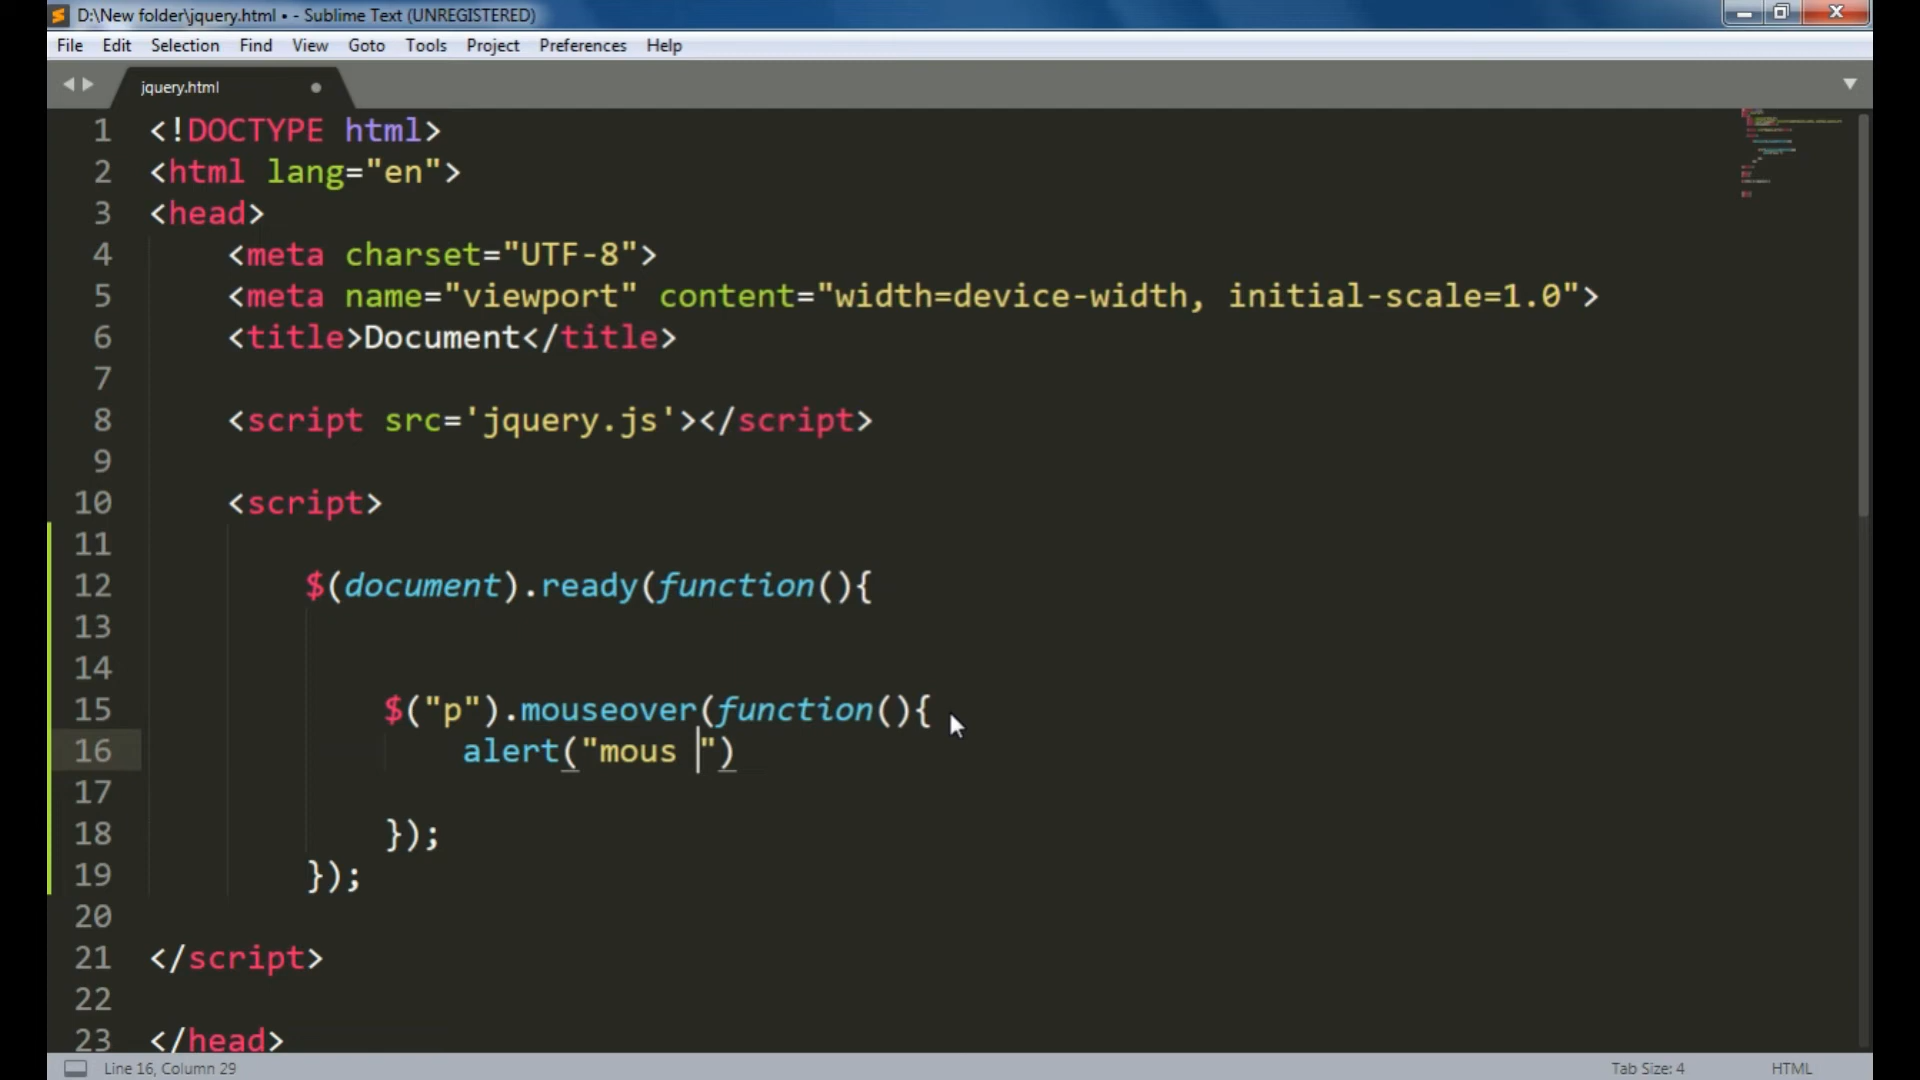 D:\New folder\jquery.html • - Sublime Text (UNREGISTERED)
File Edit Selection Find View Goto Tools Project Preferences Help
jquery.html
1 <!DOCTYPE html>
2 <html lang="en">
3 <head>
4 <meta charset="UTF-8">
5 <meta name="viewport" content="width=device-width, initial-scale=1.0">
6 <title>Document</title>
7
8 <script src='jquery.js'></script>
9
10 <script>
11
12 $(document).ready(function(){
13
14
15 $("p").mouseover(function(){
16 alert("mous ")
17
18 });
19 });
20
21 </script>
22
23 </head>
Line 16, Column 29 Tab Size: 4 HTML